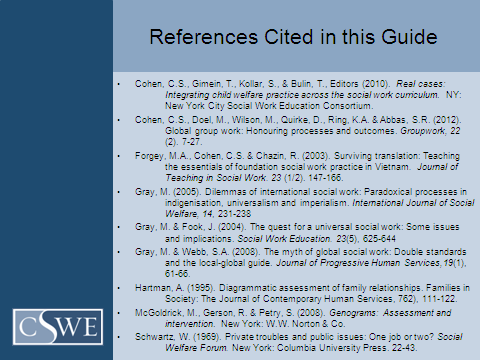 References Cited in this Guide
• Cohen, C.S., Gimein, T., Kollar, S., & Bulin, T., Editors (2010). Real cases:
Integrating child welfare practice across the social work curriculum. NY:
New York City Social Work Education Consortium.
• Cohen, C.S., Doel, M., Wilson, M., Quirke, D., Ring, K.A. & Abbas, S.R. (2012).
Global group work: Honouring processes and outcomes. Groupwork, 22
(2). 7-27.
• Forgey, M.A., Cohen, C.S. & Chazin, R. (2003). Surviving translation: Teaching
the essentials of foundation social work practice in Vietnam. Journal of
Teaching in Social Work. 23 (1/2). 147-166.
• Gray, M. (2005). Dilemmas of international social work: Paradoxical processes in
indigenisation, universalism and imperialism. International Journal of Social
Welfare, 14, 231-238
• Gray, M. & Fook, J. (2004). The quest for a universal social work: Some issues
and implications. Social Work Education. 23(5), 625-644
• Gray, M. & Webb, S.A. (2008). The myth of global social work: Double standards
and the local-global guide. Journal of Progressive Human Services,19(1),
61-66.
• Hartman, A. (1995). Diagrammatic assessment of family relationships. Families in
Society: The Journal of Contemporary Human Services, 762), 111-122.
• McGoldrick, M., Gerson, R. & Petry, S. (2008). Genograms: Assessment and
intervention. New York: W.W. Norton & Co.
• Schwartz, W. (1969). Private troubles and public issues: One job or two? Social
Welfare Forum. New York: Columbia University Press. 22-43.
CSWE